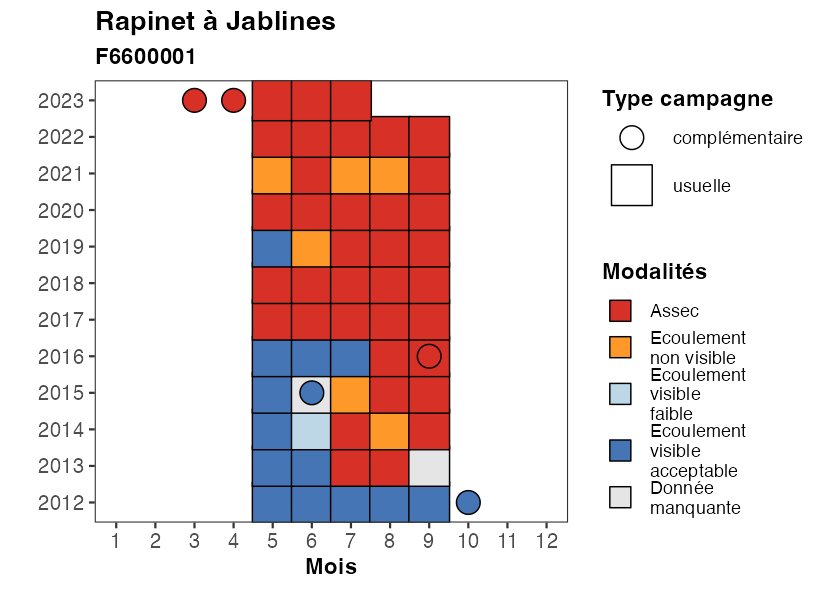 Rapinet à Jablines
F6600001
2023
2022
2021
2020
2019
2018
2017
2016
2015
2014
2013
2012
1 2 3 4 5 6 7 8 9 10 11 12
Mois
Type campagne
complémentaire
usuelle
Modalités
Assec
Ecoulement
non visible
Ecoulement
visible
faible
Ecoulement
visible
acceptable
Donnée
manquante